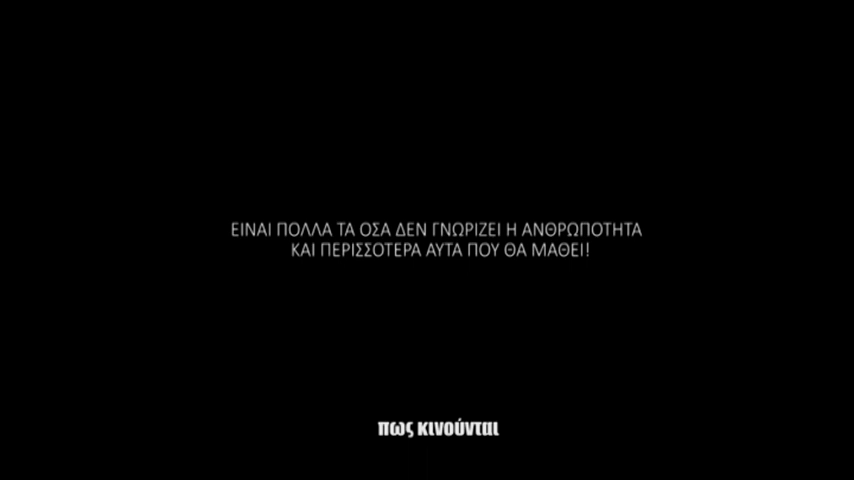 ΕΙΝΑΙ ΠΟΛΛΑ ΤΑ ΟΣΑ ΔΕΝ ΓΝΩΡΙΖΕΙ Η ΑΝΘΡΩΠΟΤΗΤΑ
ΚΑΙ ΠΕΡΙΣΣΟΤΕΡΑ ΑΥΤΑ ΠΟΥ ΘΑ ΜΑΘΕΙ!
πως κινούνται